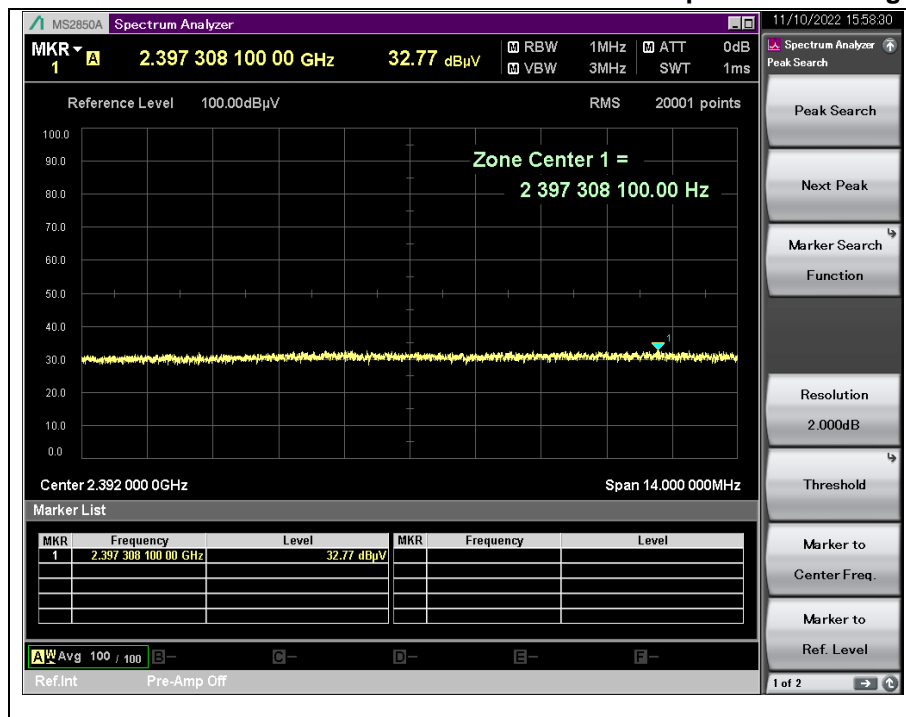 MS2850A Spectrum Analyzer
11/10/2022 15:58:30
MKR 1 A 2.397 308 100 00 GHz 32.77 dBµV
M RBW 1MHz M ATT 0dB
M VBW 3MHz SWT 1ms
Reference Level 100.00dBµV RMS 20001 points
100.0
90.0
80.0
70.0
60.0
50.0
40.0
30.0
20.0
10.0
0.0
Zone Center 1 =
2 397 308 100.00 Hz
1
Center 2.392 000 0GHz Span 14.000 000MHz
Marker List
MKR Frequency Level MKR Frequency Level
1 2.397 308 100 00 GHz 32.77 dBµV
A W Avg 100 / 100 B- C- D- E- F-
Ref.Int Pre-Amp Off
Spectrum Analyzer
Peak Search
Peak Search
Next Peak
Marker Search
Function
Resolution
2.000dB
Threshold
Marker to
Center Freq.
Marker to
Ref. Level
1 of 2